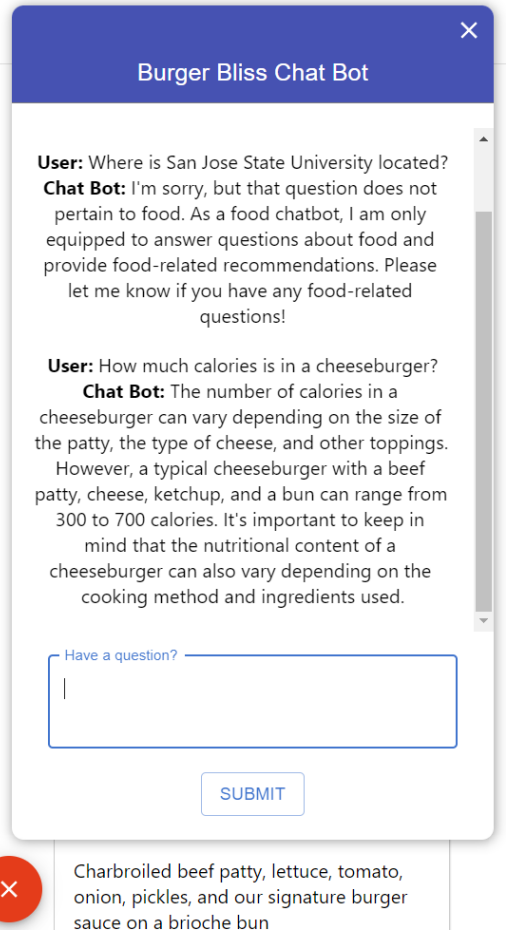 Burger Bliss Chat Bot
User: Where is San Jose State University located?
Chat Bot: I'm sorry, but that question does not
pertain to food. As a food chatbot, I am only
equipped to answer questions about food and
provide food-related recommendations. Please
let me know if you have any food-related
questions!
User: How much calories is in a cheeseburger?
Chat Bot: The number of calories in a
cheeseburger can vary depending on the size of
the patty, the type of cheese, and other toppings.
However, a typical cheeseburger with a beef
patty, cheese, ketchup, and a bun can range from
300 to 700 calories. It's important to keep in
mind that the nutritional content of a
cheeseburger can also vary depending on the
cooking method and ingredients used.
Have a question?
SUBMIT
Charbroiled beef patty, lettuce, tomato,
onion, pickles, and our signature burger
sauce on a brioche bun